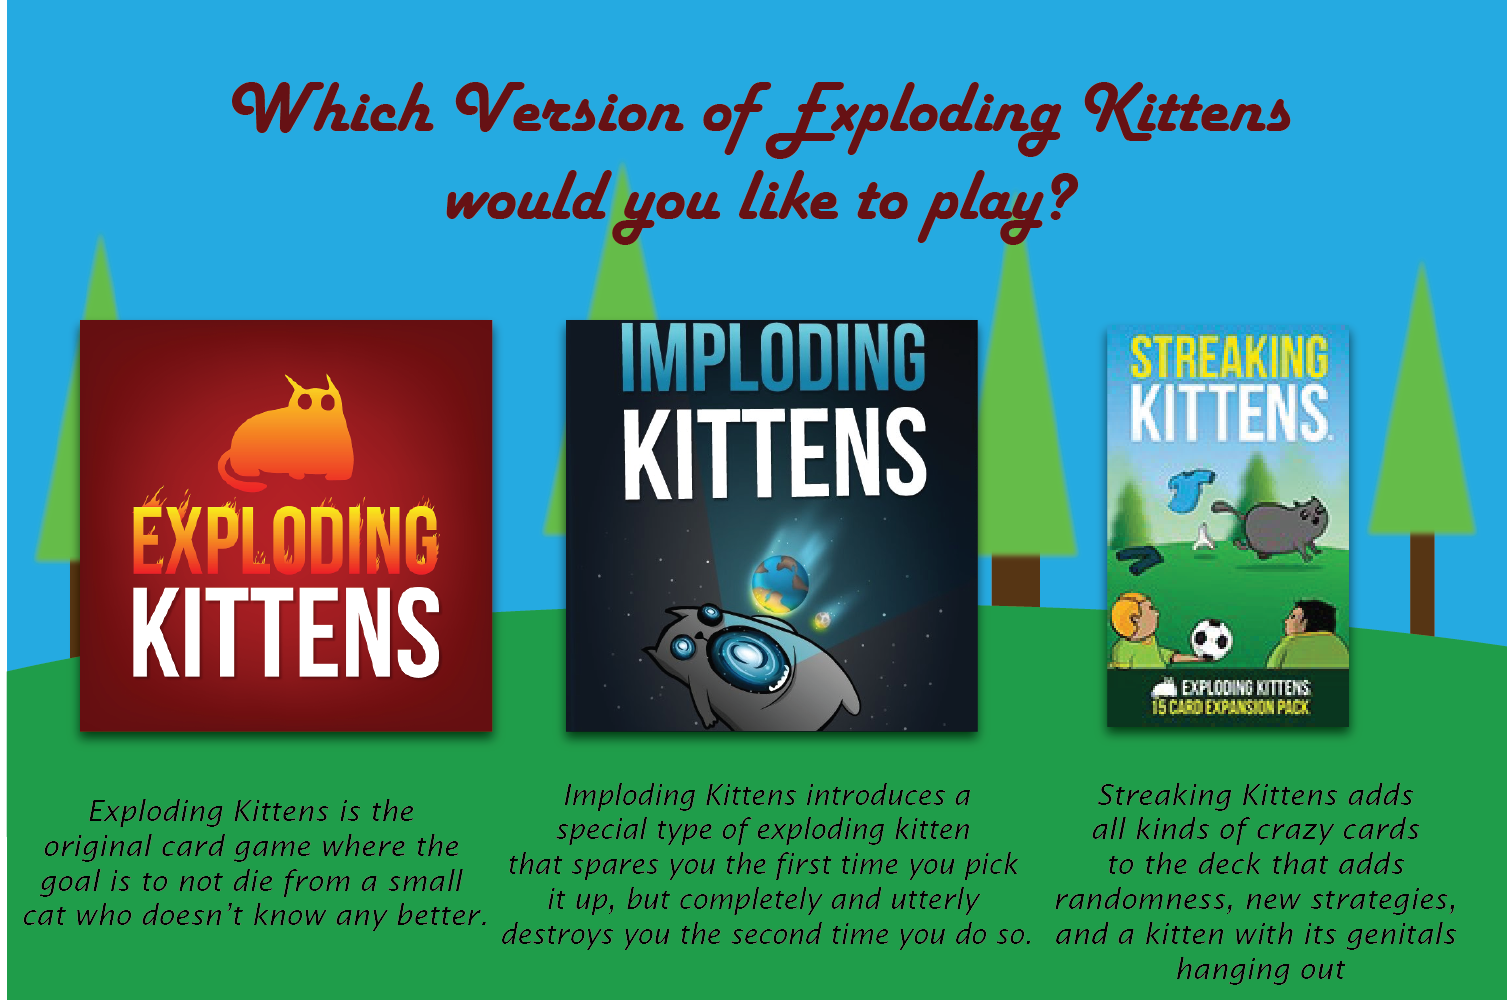 Which Version of Exploding Kittens
would you like to play?
EXPLODING
KITTENS
IMPLODING
KITTENS
STREAKING
KITTENS
EXPLODING KITTENS
15 CARD EXPANSION PACK
Exploding Kittens is the
original card game where the
goal is to not die from a small
cat who doesn't know any better.
Imploding Kittens introduces a
special type of exploding kitten
that spares you the first time you pick
it up, but completely and utterly
destroys you the second time you do so.
Streaking Kittens adds
all kinds of crazy cards
to the deck that adds
randomness, new strategies,
and a kitten with its genitals
hanging out